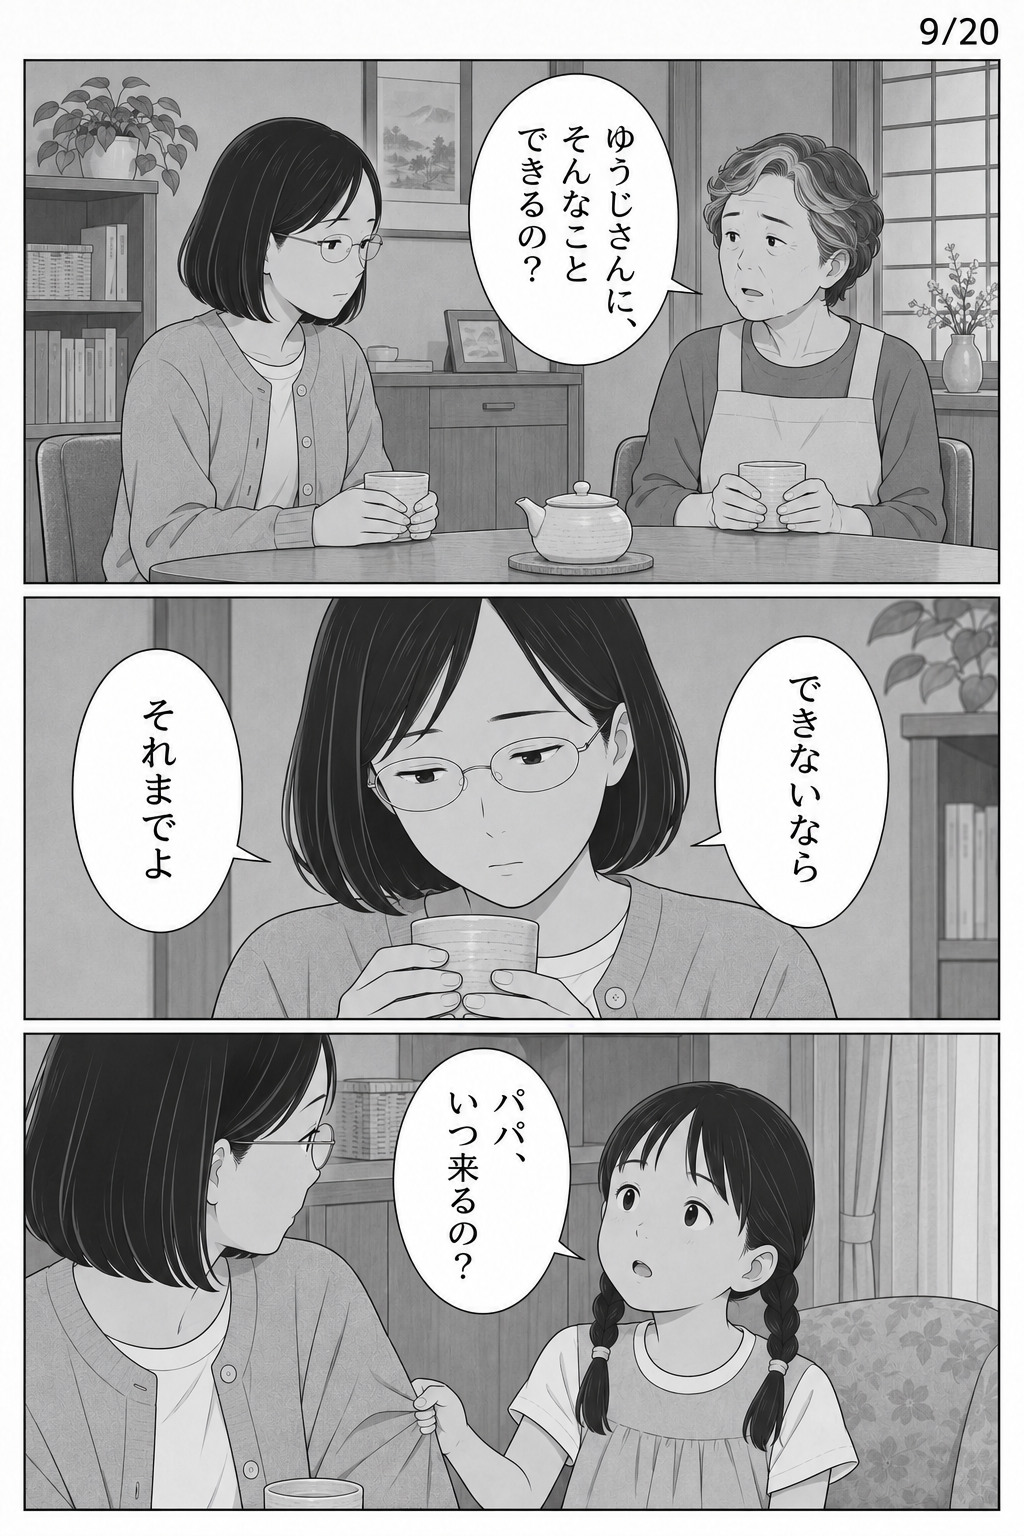 9/20
ゆうじさんに、
そんなこと
できるの？
できないなら
それまでよ
パパ、
いつ来るの？